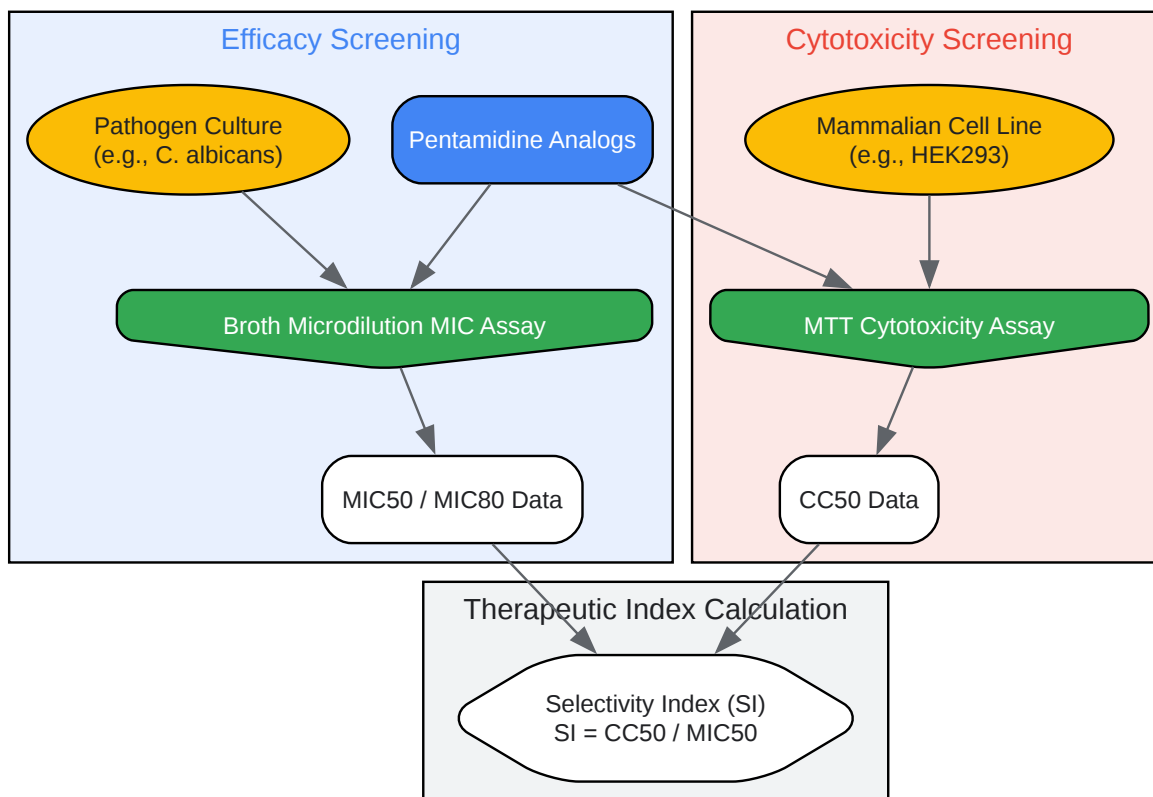 Efficacy Screening
Cytotoxicity Screening
Pathogen Culture
(e.g., C. albicans)
Pentamidine Analogs
Mammalian Cell Line
(e.g., HEK293)
Broth Microdilution MIC Assay
MTT Cytotoxicity Assay
MIC50 / MIC80 Data
CC50 Data
Therapeutic Index Calculation
Selectivity Index (SI)
SI = CC50 / MIC50